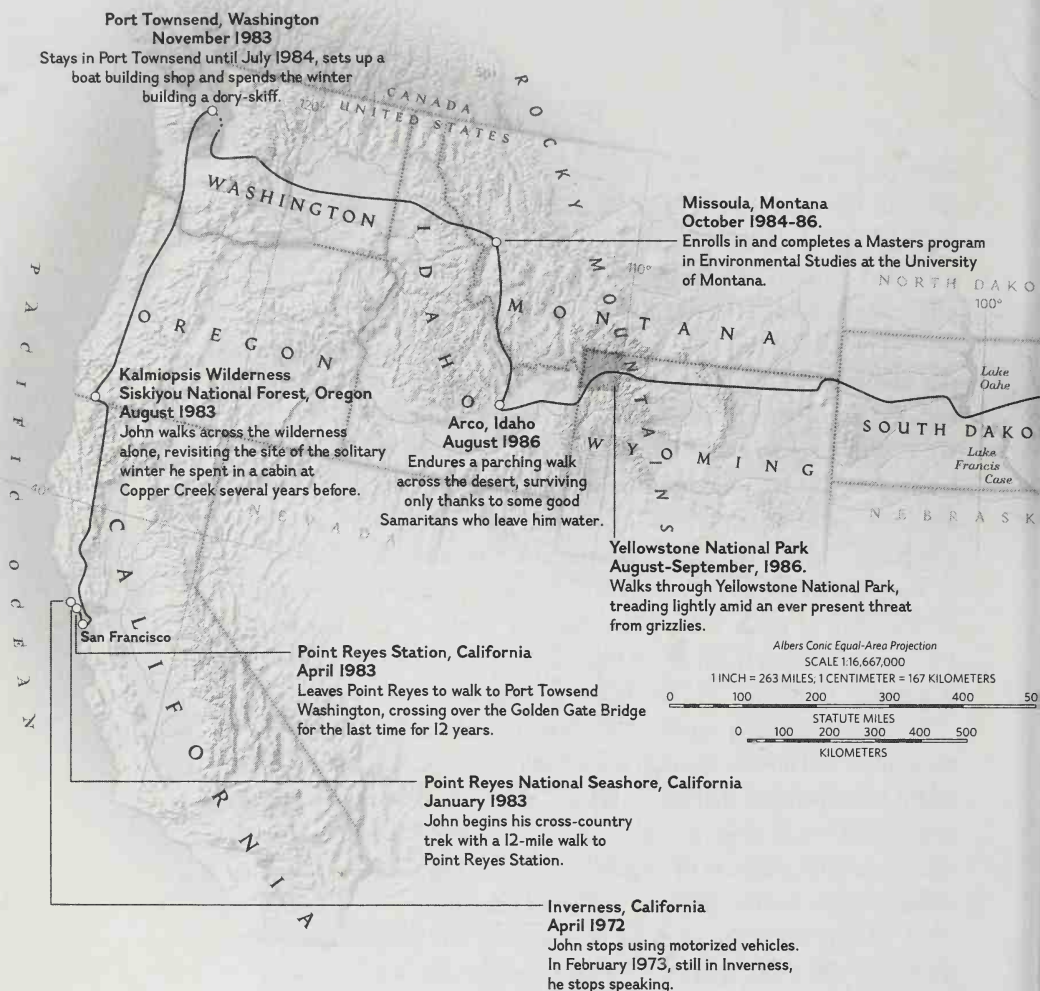 Port Townsend, Washington
November 1983
Stays in Port Townsend until July 1984, sets up a
boat building shop and spends the winter
building a dory-skiff.
120°
50°
CANADA
UNITED STATES
ROCKY MOUNTAINS
WASHINGTON
Missoula, Montana
October 1984-86.
Enrolls in and completes a Masters program
in Environmental Studies at the University
of Montana.
110°
NORTH DAKO
100°
PACIFIC OCEAN
OREGON
IDAHO
MONTANA
Lake
Oahe
Kalmiopsis Wilderness
Siskiyou National Forest, Oregon
August 1983
John walks across the wilderness
alone, revisiting the site of the solitary
winter he spent in a cabin at
Copper Creek several years before.
Arco, Idaho
August 1986
Endures a parching walk
across the desert, surviving
only thanks to some good
Samaritans who leave him water.
WYOMING
SOUTH DAKO
Lake
Francis
Case
40°
NEVADA
NEBRASK
CALIFORNIA
Yellowstone National Park
August-September, 1986.
Walks through Yellowstone National Park,
treading lightly amid an ever present threat
from grizzlies.
San Francisco
Point Reyes Station, California
April 1983
Leaves Point Reyes to walk to Port Towsend
Washington, crossing over the Golden Gate Bridge
for the last time for 12 years.
Albers Conic Equal-Area Projection
SCALE 1:16,667,000
1 INCH = 263 MILES; 1 CENTIMETER = 167 KILOMETERS
0 100 200 300 400 50
STATUTE MILES
0 100 200 300 400 500
KILOMETERS
Point Reyes National Seashore, California
January 1983
John begins his cross-country
trek with a 12-mile walk to
Point Reyes Station.
Inverness, California
April 1972
John stops using motorized vehicles.
In February 1973, still in Inverness,
he stops speaking.